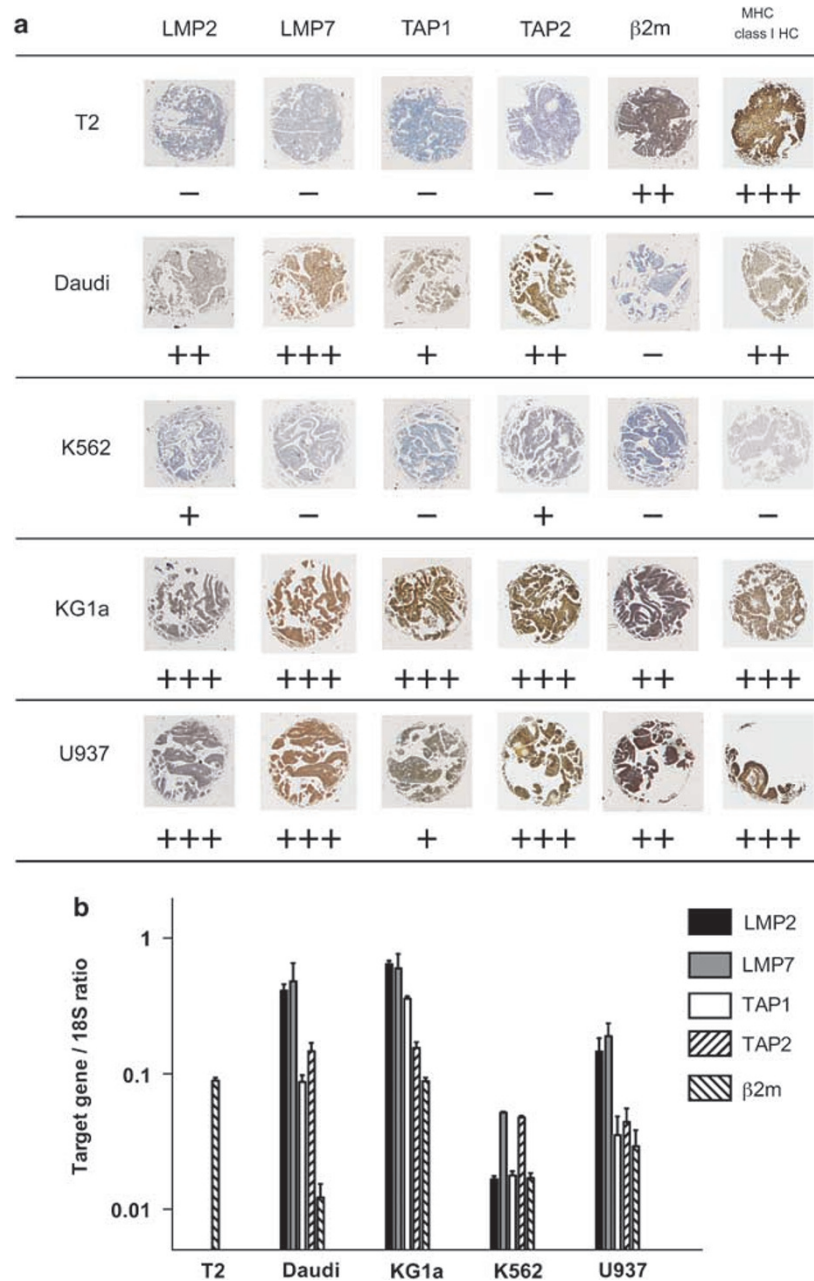 a
LMP2 LMP7 TAP1 TAP2 β2m MHC class I HC
T2
− − − − ++ +++
Daudi
++ +++ + ++ − ++
K562
+ − − + − −
KG1a
+++ +++ +++ +++ ++ +++
U937
+++ +++ + +++ ++ +++
b
Target gene / 18S ratio
1
0.1
0.01
T2 Daudi KG1a K562 U937
LMP2
LMP7
TAP1
TAP2
β2m